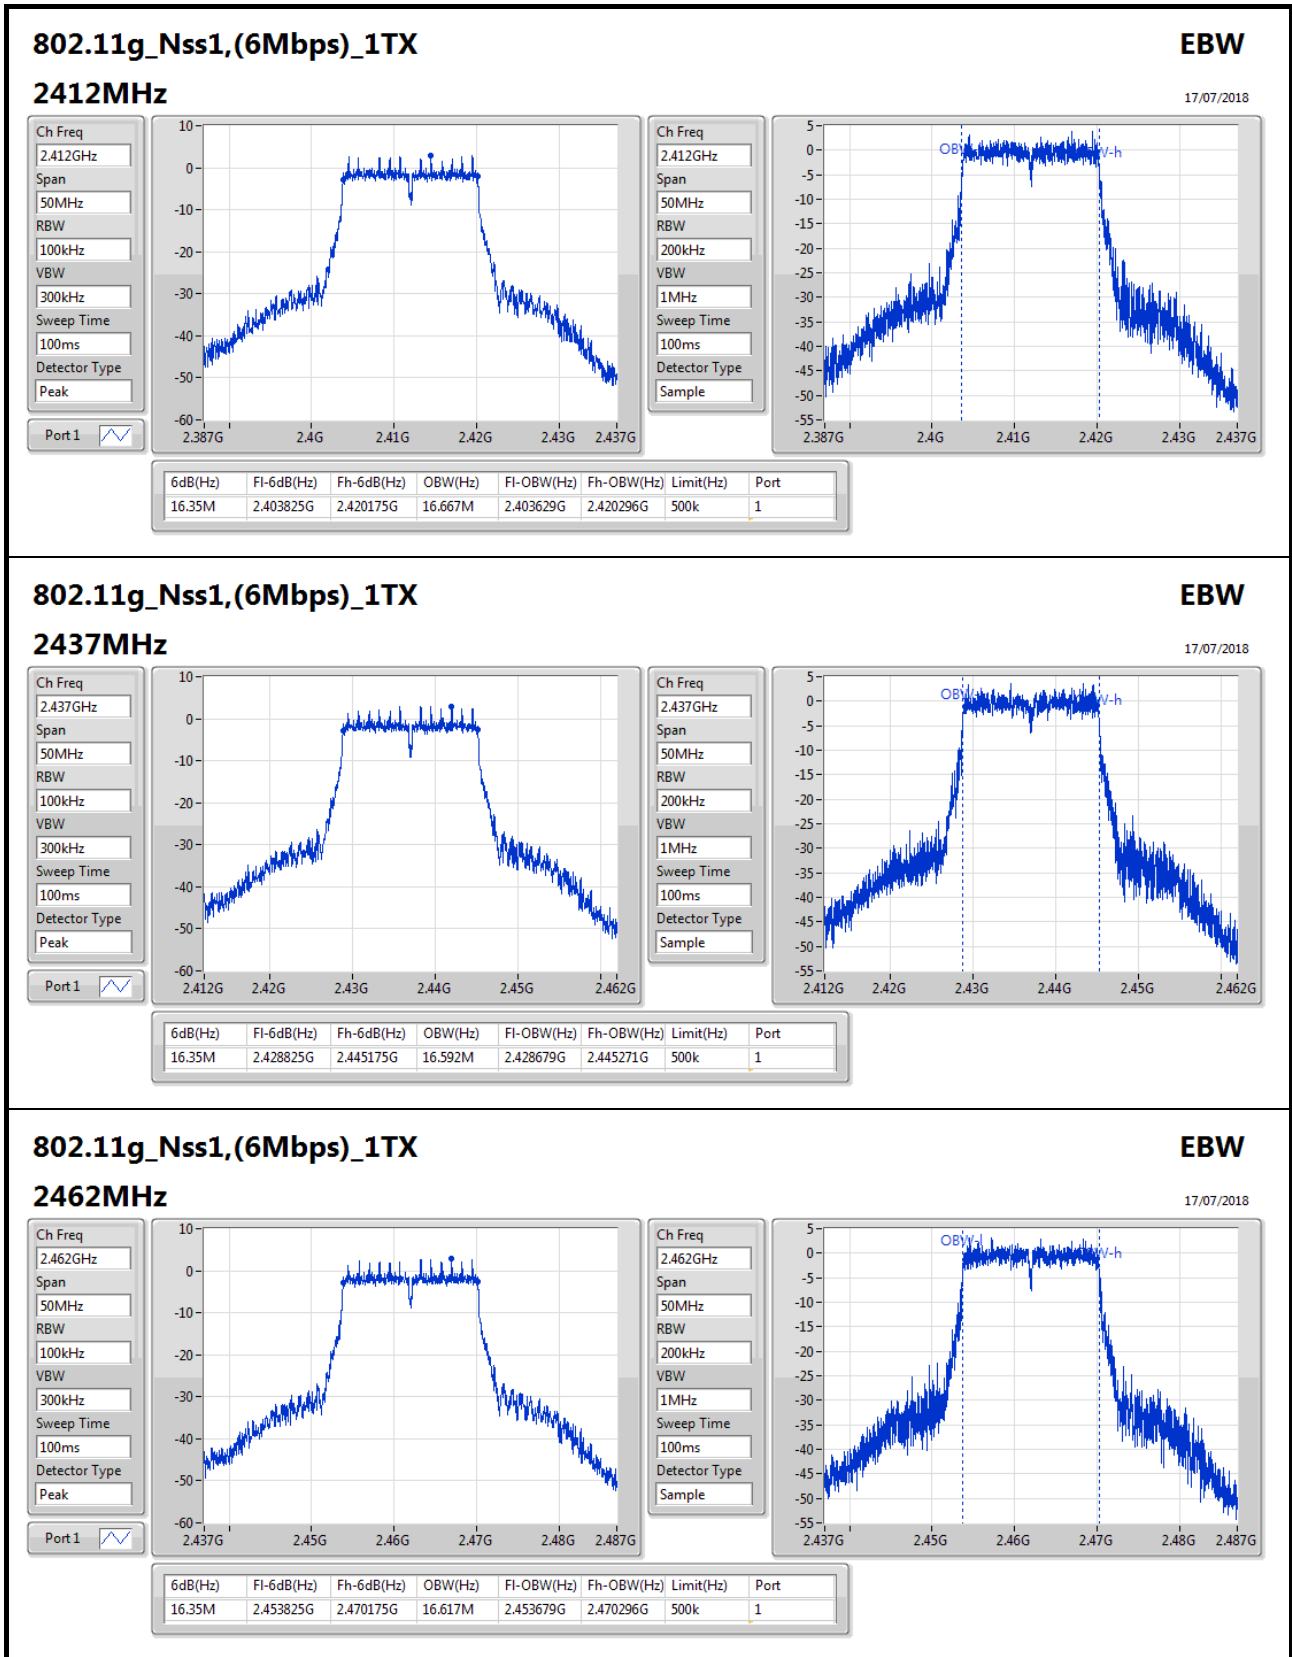 802.11g_Nss1,(6Mbps)_1TX
EBW
2412MHz
17/07/2018
Ch Freq
2.412GHz
Span
50MHz
RBW
100kHz
VBW
300kHz
Sweep Time
100ms
Detector Type
Peak
Port 1
10
0
-10
-20
-30
-40
-50
-60
2.387G 2.4G 2.41G 2.42G 2.43G 2.437G
Ch Freq
2.412GHz
Span
50MHz
RBW
200kHz
VBW
1MHz
Sweep Time
100ms
Detector Type
Sample
5
0
-5
-10
-15
-20
-25
-30
-35
-40
-45
-50
-55
2.387G 2.4G 2.41G 2.42G 2.43G 2.437G
6dB(Hz) Fl-6dB(Hz) Fh-6dB(Hz) OBW(Hz) Fl-OBW(Hz) Fh-OBW(Hz) Limit(Hz) Port
16.35M 2.403825G 2.420175G 16.667M 2.403629G 2.420296G 500k 1
802.11g_Nss1,(6Mbps)_1TX
EBW
2437MHz
17/07/2018
Ch Freq
2.437GHz
Span
50MHz
RBW
100kHz
VBW
300kHz
Sweep Time
100ms
Detector Type
Peak
Port 1
10
0
-10
-20
-30
-40
-50
-60
2.412G 2.42G 2.43G 2.44G 2.45G 2.462G
Ch Freq
2.437GHz
Span
50MHz
RBW
200kHz
VBW
1MHz
Sweep Time
100ms
Detector Type
Sample
5
0
-5
-10
-15
-20
-25
-30
-35
-40
-45
-50
-55
2.412G 2.42G 2.43G 2.44G 2.45G 2.462G
6dB(Hz) Fl-6dB(Hz) Fh-6dB(Hz) OBW(Hz) Fl-OBW(Hz) Fh-OBW(Hz) Limit(Hz) Port
16.35M 2.428825G 2.445175G 16.592M 2.428679G 2.445271G 500k 1
802.11g_Nss1,(6Mbps)_1TX
EBW
2462MHz
17/07/2018
Ch Freq
2.462GHz
Span
50MHz
RBW
100kHz
VBW
300kHz
Sweep Time
100ms
Detector Type
Peak
Port 1
10
0
-10
-20
-30
-40
-50
-60
2.437G 2.45G 2.46G 2.47G 2.48G 2.487G
Ch Freq
2.462GHz
Span
50MHz
RBW
200kHz
VBW
1MHz
Sweep Time
100ms
Detector Type
Sample
5
0
-5
-10
-15
-20
-25
-30
-35
-40
-45
-50
-55
OBW-l
2.437G 2.45G 2.46G 2.47G 2.48G 2.487G
6dB(Hz) Fl-6dB(Hz) Fh-6dB(Hz) OBW(Hz) Fl-OBW(Hz) Fh-OBW(Hz) Limit(Hz) Port
16.35M 2.453825G 2.470175G 16.617M 2.453679G 2.470296G 500k 1